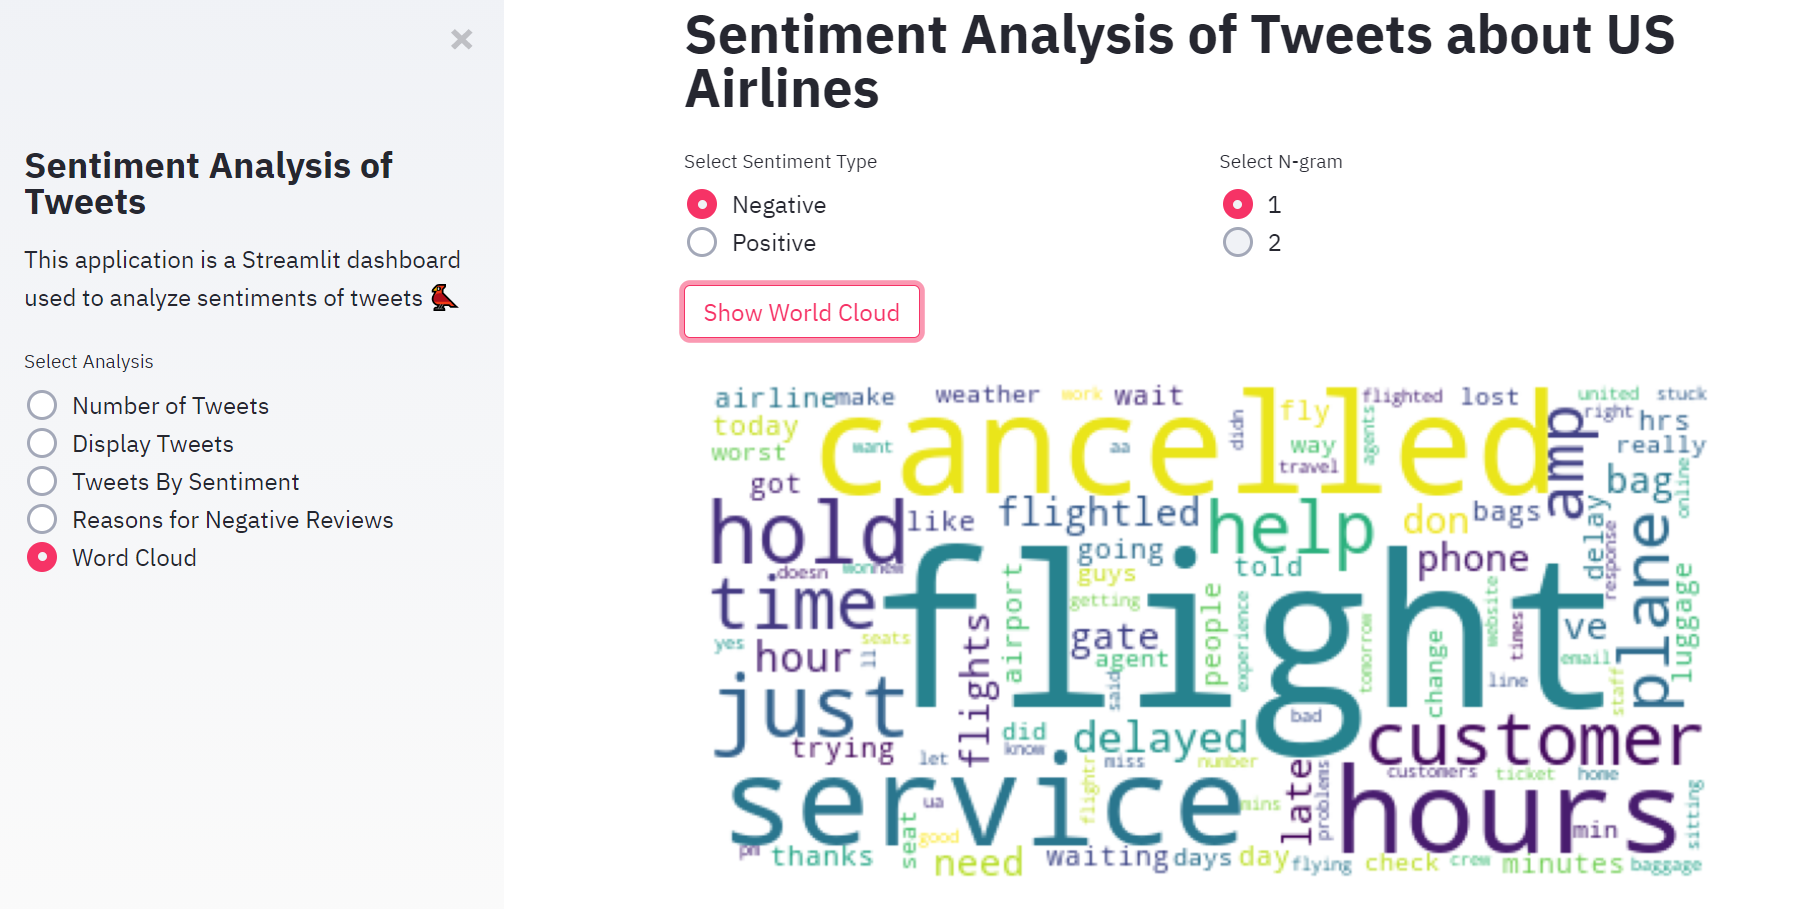 ×
Sentiment Analysis of
Tweets
This application is a Streamlit dashboard
used to analyze sentiments of tweets
Select Analysis
Number of Tweets
Display Tweets
Tweets By Sentiment
Reasons for Negative Reviews
Word Cloud
Sentiment Analysis of Tweets about US
Airlines
Select Sentiment Type
Negative
Positive
Select N-gram
1
2
Show World Cloud
airline
make
weather
work
wait
flighted
lost
united
stuck
today
cancelled
fly
right
hrs
worst
want
aa
didn
way
agents
amp
really
travel
got
bag
online
hold
like
flightled
help
don
bags
delay
response
going
told
phone
plane
doesn
won
new
guys
time
flight
airport
getting
people
experience
website
times
luggage
yes
seats
gate
ve
hour
ll
flights
agent
tomorrow
change
email
said
line
staff
just
bad
customer
trying
did
know
delayed
let
miss
number
flightr
late
problems
customers
ticket
home
service
ua
mins
hours
min
sitting
seat
good
pm
thanks
need
waiting
days
day
flying
check
crew
minutes
baggage